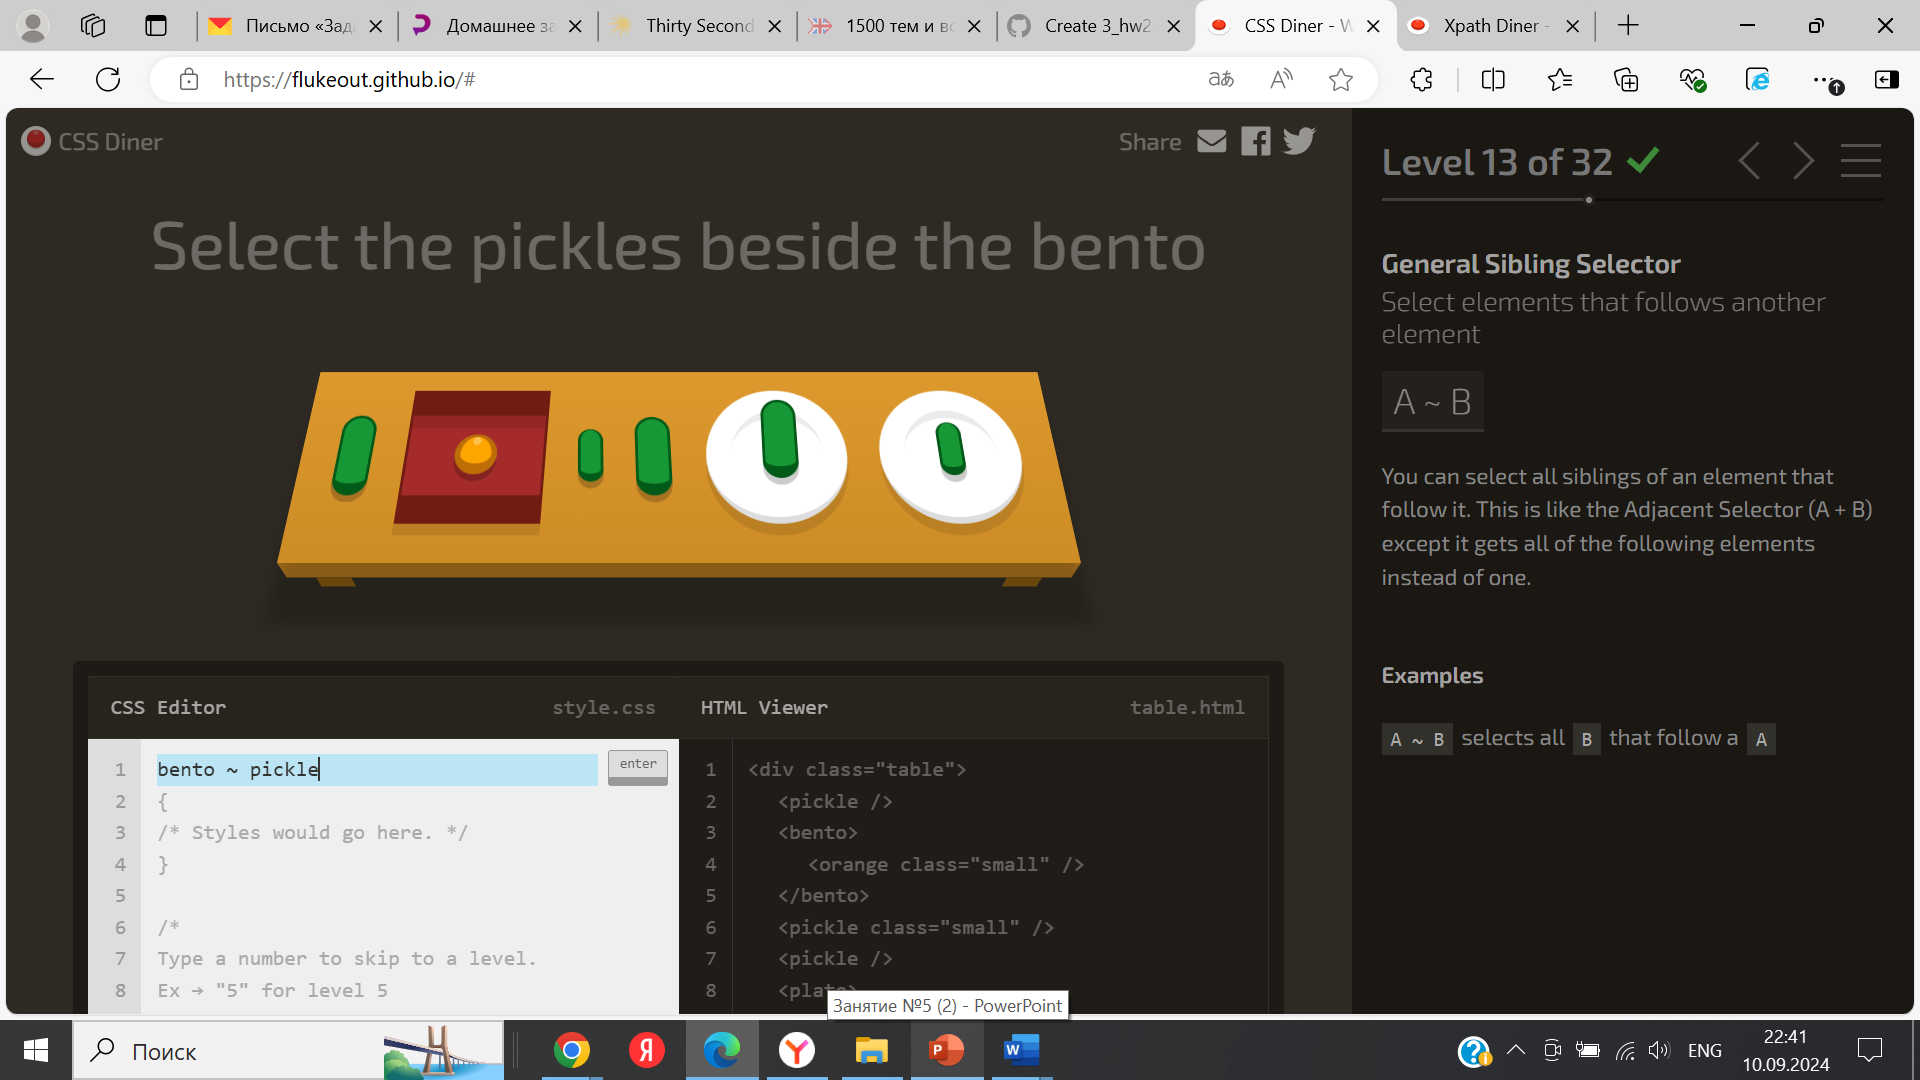 Письмо «Зада
Домашнее за
Thirty Second
1500 тем и во
Create 3_hw2
CSS Diner - W
Xpath Diner -
https://flukeout.github.io/#
CSS Diner
Share
Select the pickles beside the bento
CSS Editor
style.css
HTML Viewer
table.html
1 bento ~ pickle
enter
2 {
3 /* Styles would go here. */
4 }
5
6 /*
7 Type a number to skip to a level.
8 Ex → "5" for level 5
1 <div class="table">
2 <pickle />
3 <bento>
4 <orange class="small" />
5 </bento>
6 <pickle class="small" />
7 <pickle />
8 <plate>
Занятие №5 (2) - PowerPoint
Level 13 of 32
General Sibling Selector
Select elements that follows another
element
A ~ B
You can select all siblings of an element that
follow it. This is like the Adjacent Selector (A + B)
except it gets all of the following elements
instead of one.
Examples
A ~ B selects all B that follow a A
Поиск
ENG
22:41
10.09.2024